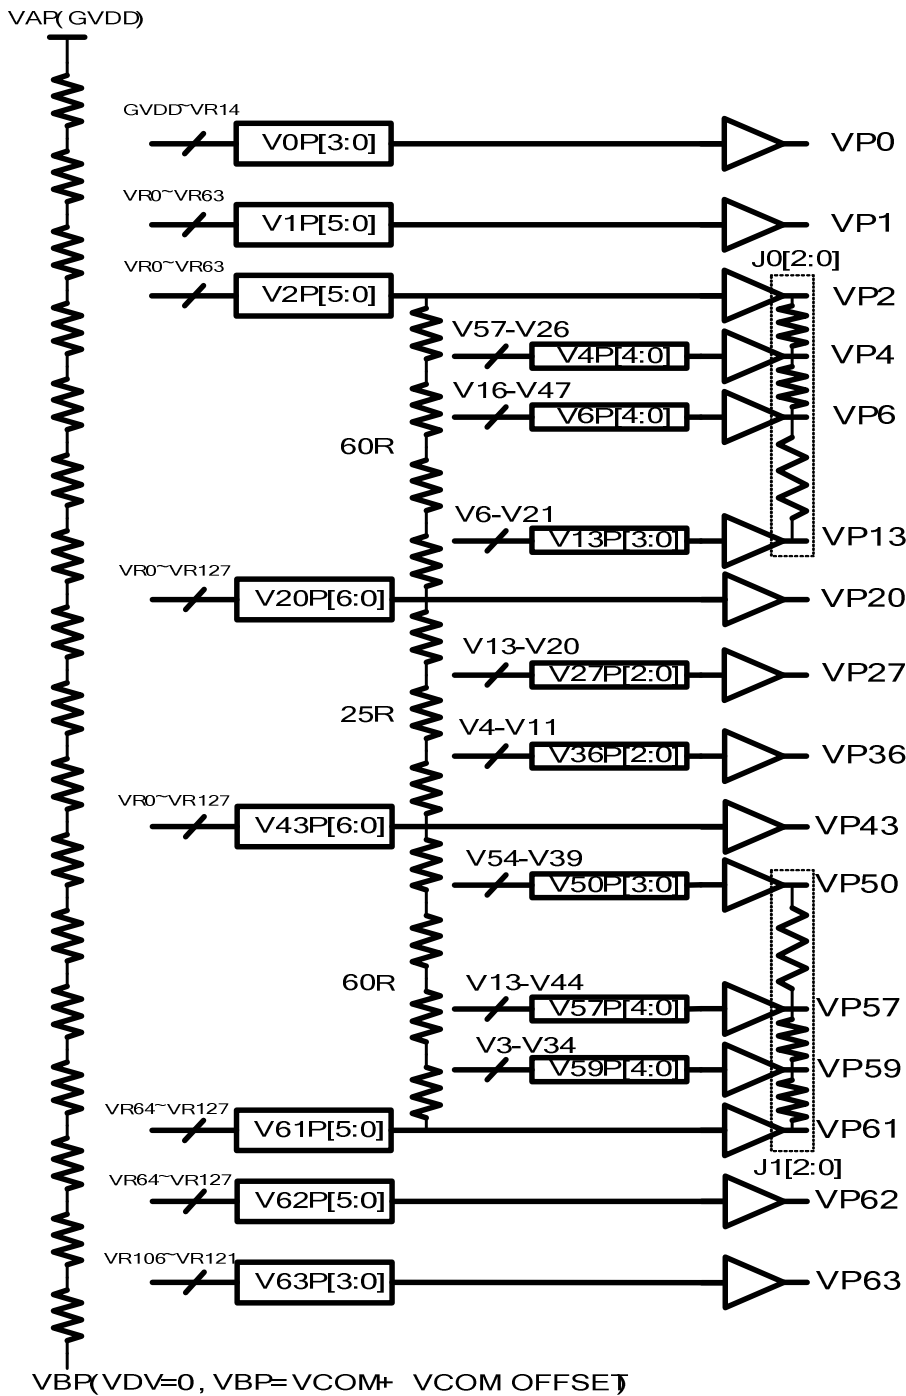 VAP(GVDD)
GVDD~VR14
V0P[3:0]
VP0
VR0~VR63
V1P[5:0]
VP1
VR0~VR63
V2P[5:0]
J0[2:0]
VP2
V57-V26
V4P[4:0]
VP4
V16-V47
V6P[4:0]
VP6
60R
V6-V21
V13P[3:0]
VP13
VR0~VR127
V20P[6:0]
VP20
V13-V20
V27P[2:0]
VP27
25R
V4-V11
V36P[2:0]
VP36
VR0~VR127
V43P[6:0]
VP43
V54-V39
V50P[3:0]
VP50
60R
V13-V44
V57P[4:0]
VP57
V3-V34
V59P[4:0]
VP59
VR64~VR127
V61P[5:0]
VP61
J1[2:0]
VR64~VR127
V62P[5:0]
VP62
VR106~VR121
V63P[3:0]
VP63
VBP(VDV=0, VBP=VCOM+ VCOM OFFSET)